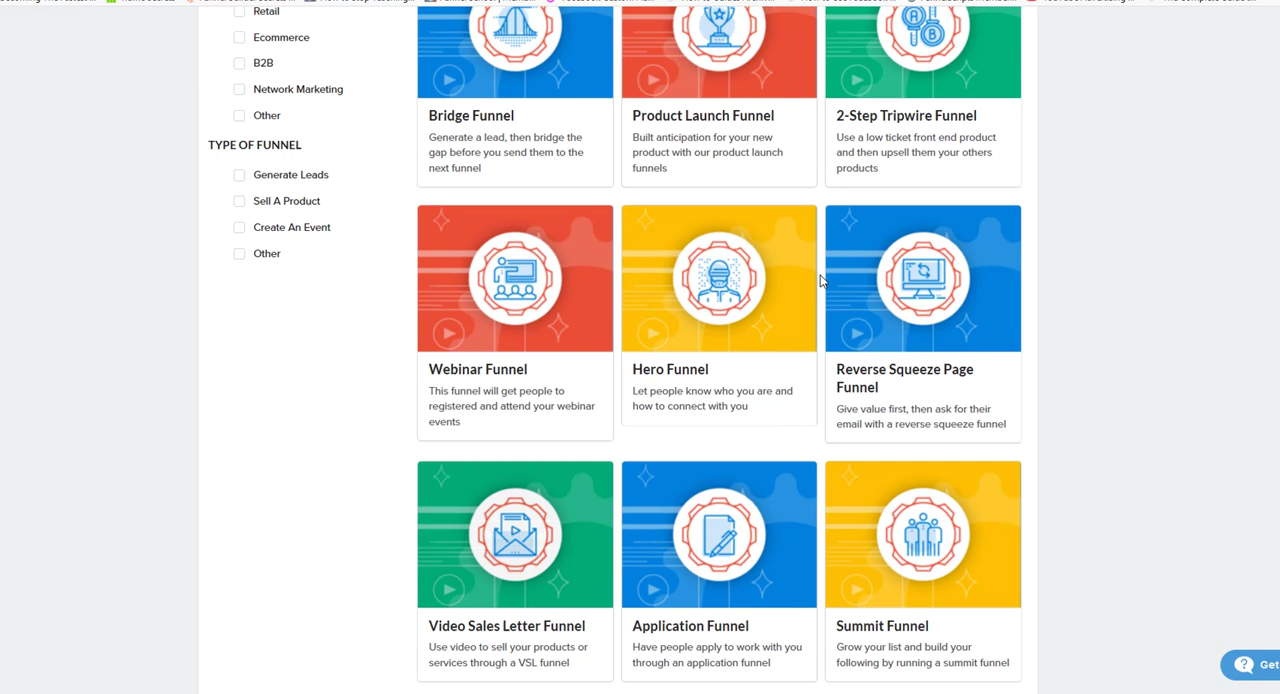 Retail
Ecommerce
B2B
Network Marketing
Other
TYPE OF FUNNEL
Generate Leads
Sell A Product
Create An Event
Other
Bridge Funnel
Generate a lead, then bridge the
gap before you send them to the
next funnel
Product Launch Funnel
Built anticipation for your new
product with our product launch
funnels
2-Step Tripwire Funnel
Use a low ticket front end product
and then upsell them your others
products
Webinar Funnel
This funnel will get people to
registered and attend your webinar
events
Hero Funnel
Let people know who you are and
how to connect with you
Reverse Squeeze Page
Funnel
Give value first, then ask for their
email with a reverse squeeze funnel
Video Sales Letter Funnel
Use video to sell your products or
services through a VSL funnel
Application Funnel
Have people apply to work with you
through an application funnel
Summit Funnel
Grow your list and build your
following by running a summit funnel
? Get
A
B